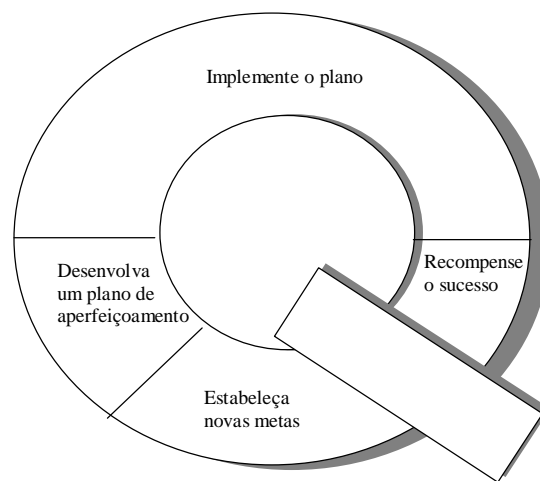 Implemente o plano
Desenvolva
um plano de
aperfeiçoamento
Recompense
o sucesso
Estabeleça
novas metas